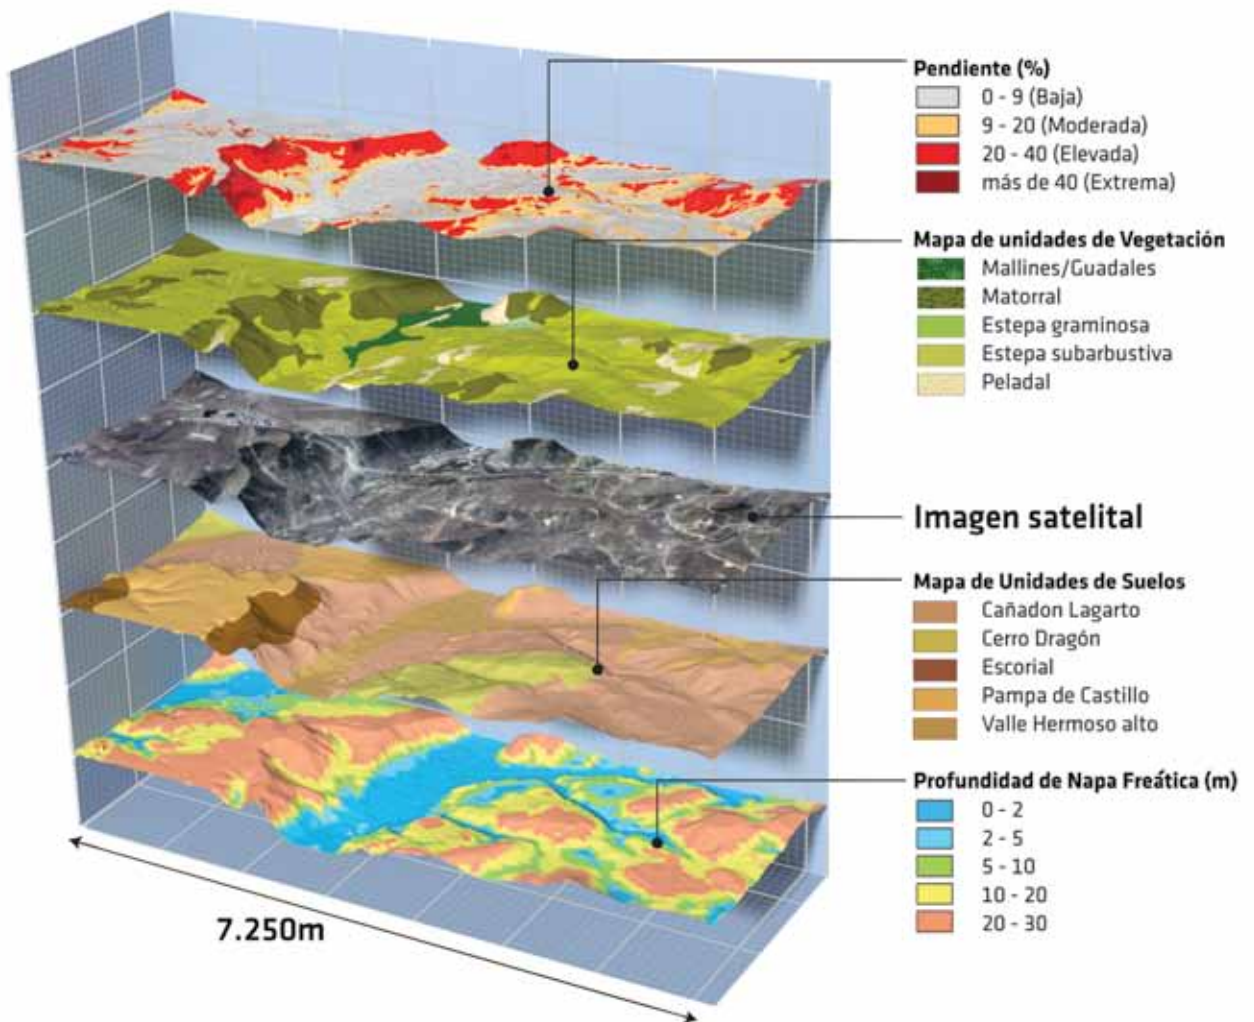 Pendiente (%)
0 - 9 (Baja)
9 - 20 (Moderada)
20 - 40 (Elevada)
más de 40 (Extrema)
Mapa de unidades de Vegetación
Mallines/Guadales
Matorral
Estepa graminosa
Estepa subarbustiva
Peladal
Imagen satelital
Mapa de Unidades de Suelos
Cañadon Lagarto
Cerro Dragón
Escorial
Pampa de Castillo
Valle Hermoso alto
Profundidad de Napa Freática (m)
0 - 2
2 - 5
5 - 10
10 - 20
20 - 30
7.250m